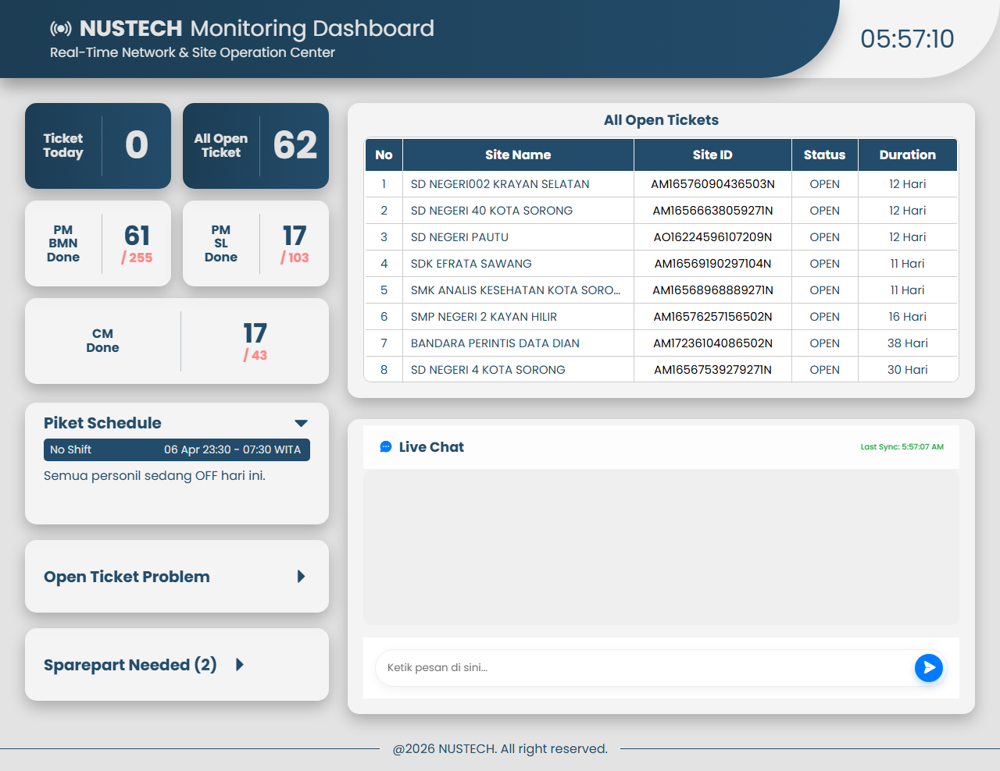 NUSTECH Monitoring Dashboard
Real-Time Network & Site Operation Center
05:57:10
Ticket Today
0
All Open Ticket
62
PM BMN Done
61
/ 255
PM SL Done
17
/ 103
CM Done
17
/ 43
Piket Schedule
No Shift 06 Apr 23:30 - 07:30 WITA
Semua personil sedang OFF hari ini.
Open Ticket Problem
Sparepart Needed (2)
All Open Tickets
No Site Name Site ID Status Duration
1 SD NEGERI002 KRAYAN SELATAN AM16576090436503N OPEN 12 Hari
2 SD NEGERI 40 KOTA SORONG AM1656663805927​1N OPEN 12 Hari
3 SD NEGERI PAUTU AO16224596107209N OPEN 12 Hari
4 SDK EFRATA SAWANG AM16569190297104N OPEN 11 Hari
5 SMK ANALIS KESEHATAN KOTA SORO... AM1656896889271N OPEN 11 Hari
6 SMP NEGERI 2 KAYAN HILIR AM16576257156502N OPEN 16 Hari
7 BANDARA PERINTIS DATA DIAN AM17236104086502N OPEN 38 Hari
8 SD NEGERI 4 KOTA SORONG AM16567539279271N OPEN 30 Hari
Live Chat
Last Sync: 5:57:07 AM
Ketik pesan di sini...
@2026 NUSTECH. All right reserved.